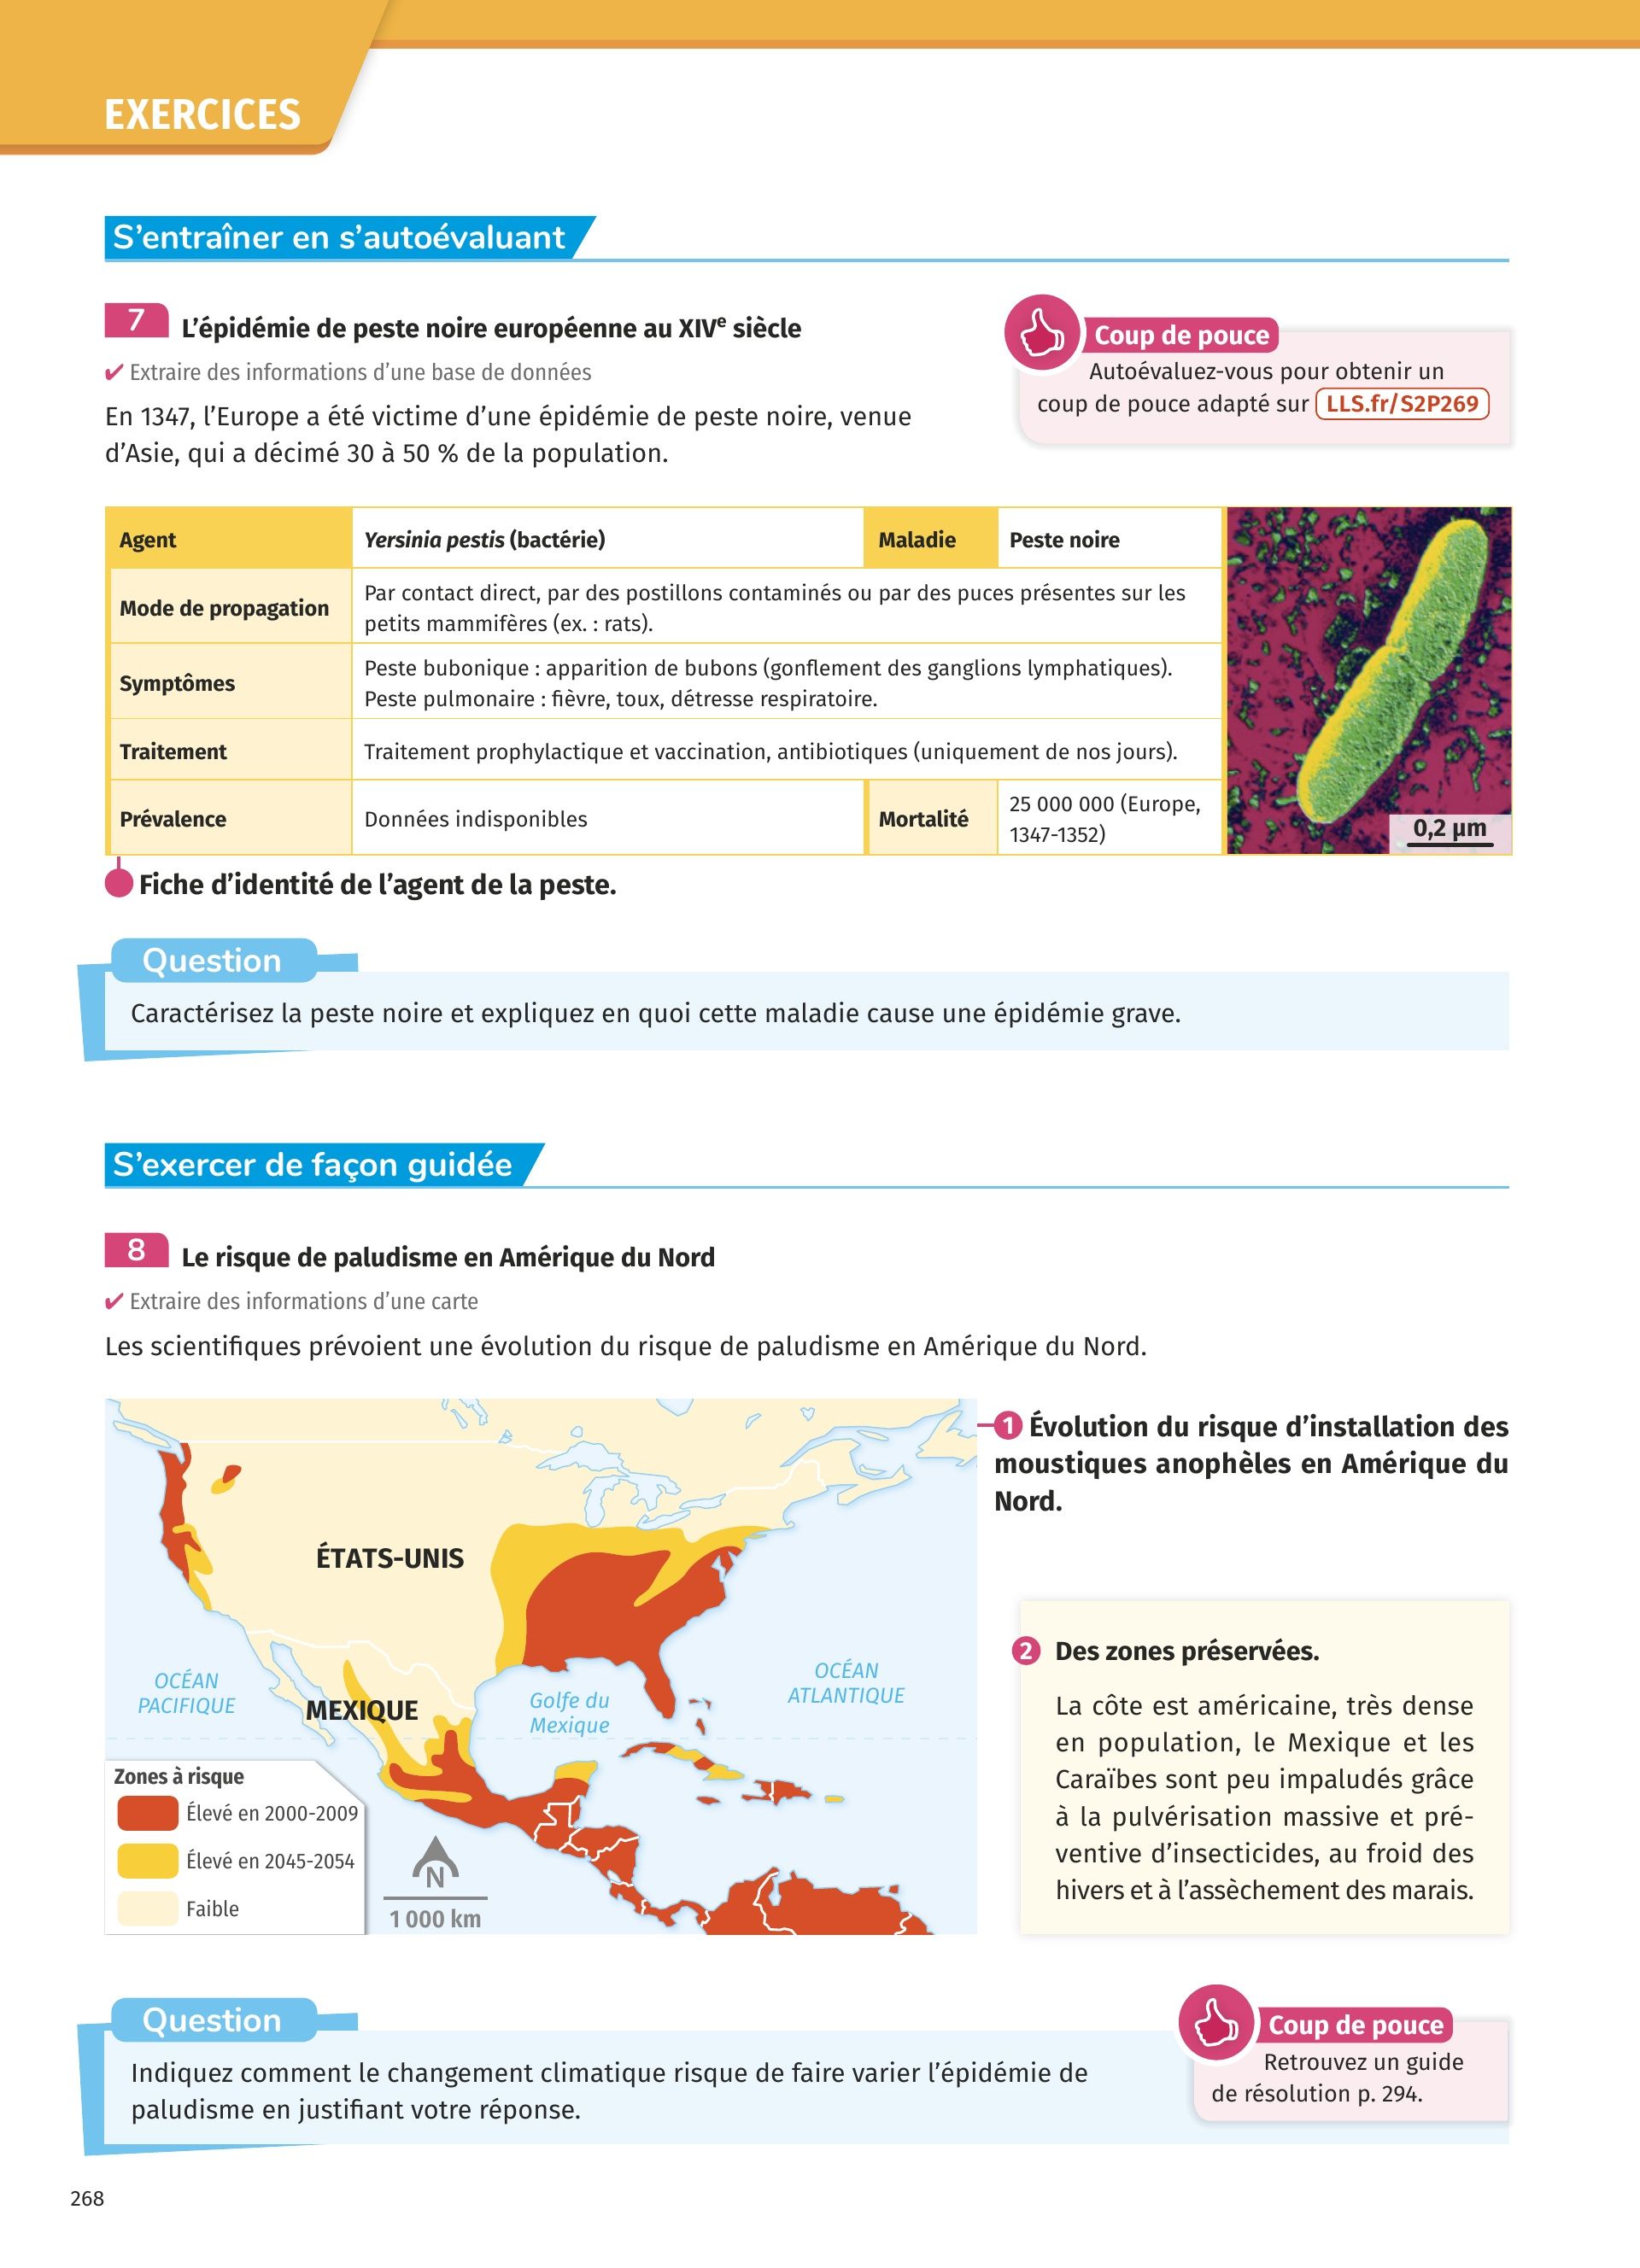 EXERCICES
S’entraîner en s’autoévaluant
7 L’épidémie de peste noire européenne au XIVe siècle
✔ Extraire des informations d’une base de données
En 1347, l’Europe a été victime d’une épidémie de peste noire, venue
d’Asie, qui a décimé 30 à 50 % de la population.
Coup de pouce
Autoévaluez-vous pour obtenir un
coup de pouce adapté sur LLS.fr/S2P269
Agent Yersinia pestis (bactérie) Maladie Peste noire
Mode de propagation
Par contact direct, par des postillons contaminés ou par des puces présentes sur les
petits mammifères (ex. : rats).
Symptômes
Peste bubonique : apparition de bubons (gonflement des ganglions lymphatiques).
Peste pulmonaire : fièvre, toux, détresse respiratoire.
Traitement Traitement prophylactique et vaccination, antibiotiques (uniquement de nos jours).
Prévalence Données indisponibles Mortalité
25 000 000 (Europe,
1347-1352)
0,2 µm
Fiche d’identité de l’agent de la peste.
Question
Caractérisez la peste noire et expliquez en quoi cette maladie cause une épidémie grave.
S’exercer de façon guidée
8 Le risque de paludisme en Amérique du Nord
✔ Extraire des informations d’une carte
Les scientifiques prévoient une évolution du risque de paludisme en Amérique du Nord.
ÉTATS-UNIS
OCÉAN
PACIFIQUE
MEXIQUE
Golfe du
Mexique
OCÉAN
ATLANTIQUE
Zones à risque
Élevé en 2000-2009
Élevé en 2045-2054
Faible
N
1 000 km
1 Évolution du risque d’installation des
moustiques anophèles en Amérique du
Nord.
2 Des zones préservées.
La côte est américaine, très dense
en population, le Mexique et les
Caraïbes sont peu impaludés grâce
à la pulvérisation massive et pré-
ventive d’insecticides, au froid des
hivers et à l’assèchement des marais.
Question
Indiquez comment le changement climatique risque de faire varier l’épidémie de
paludisme en justifiant votre réponse.
Coup de pouce
Retrouvez un guide
de résolution p. 294.
268